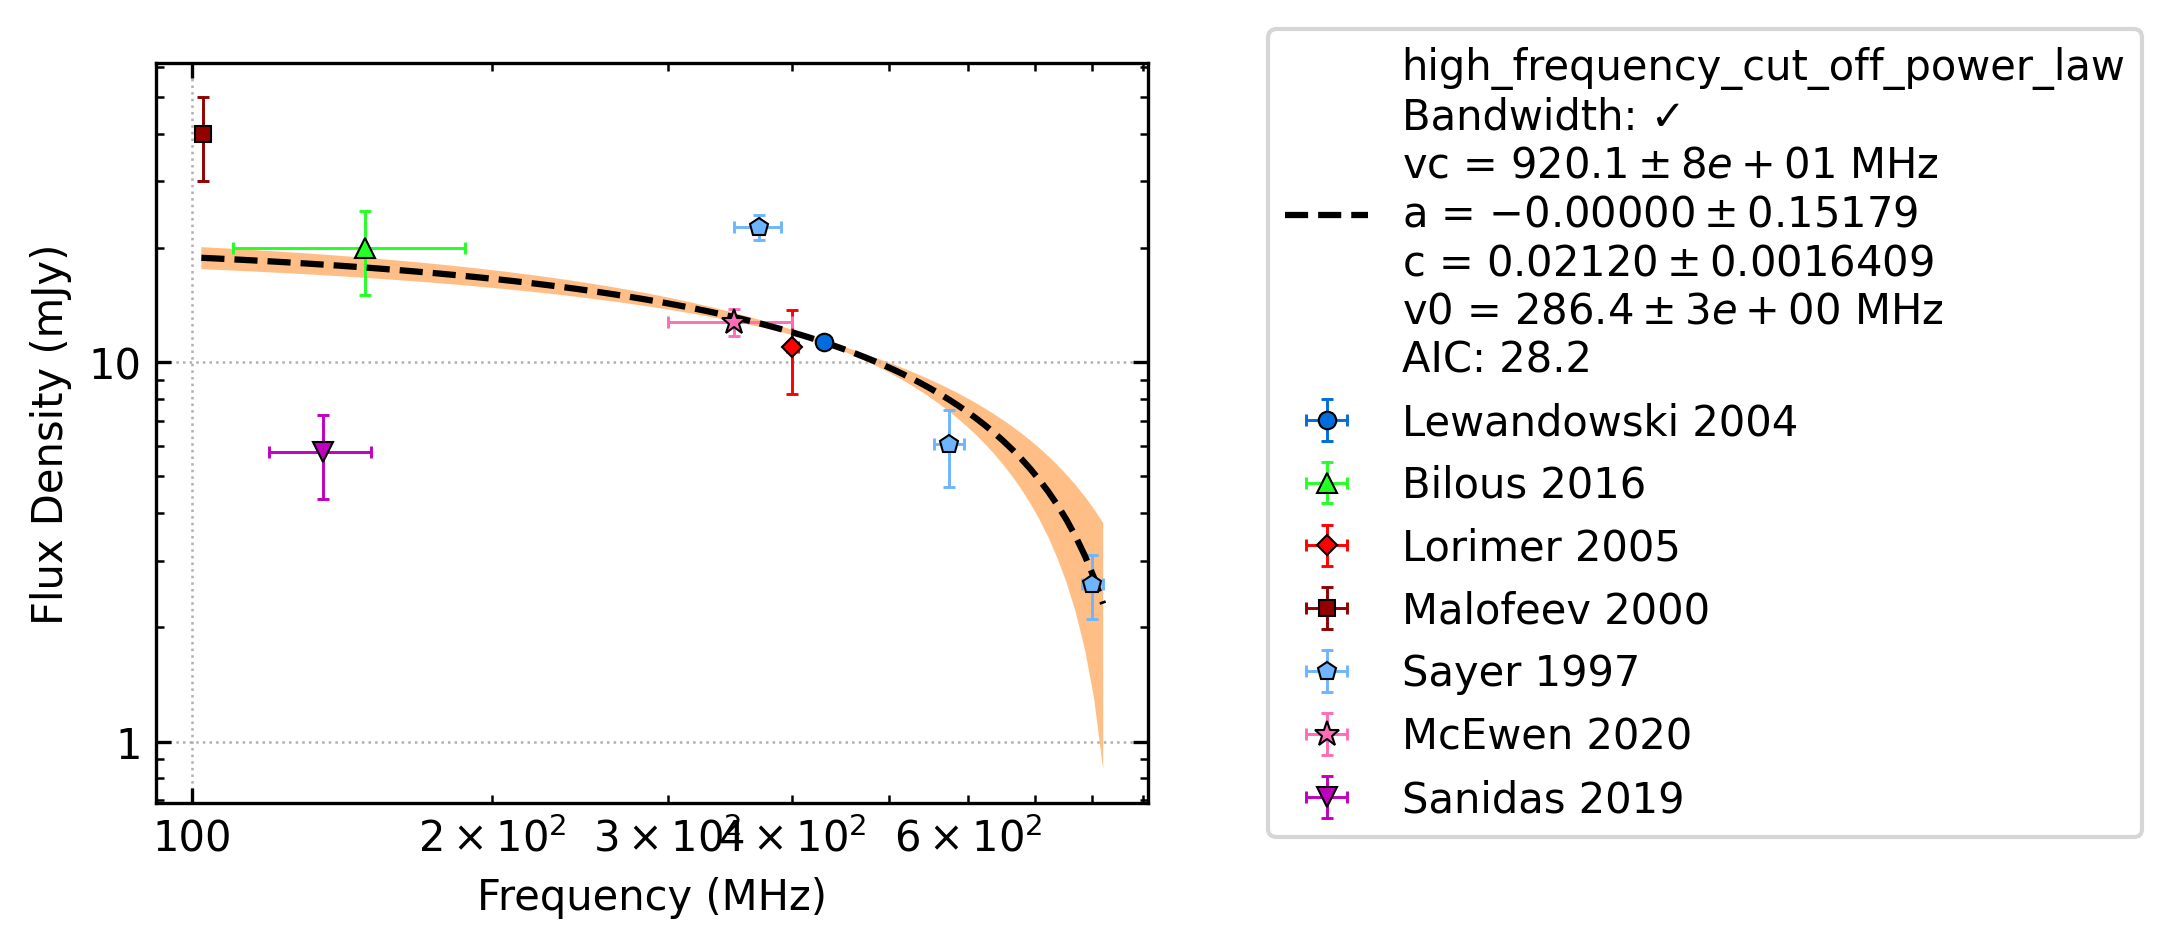 Flux Density (mJy)
10
1
100
2 × 10²
3 × 10²
4 × 10²
6 × 10²
Frequency (MHz)
high_frequency_cut_off_power_law
Bandwidth: ✓
vc = 920.1 ± 8e + 01 MHz
a = −0.00000 ± 0.15179
c = 0.02120 ± 0.0016409
v0 = 286.4 ± 3e + 00 MHz
AIC: 28.2
Lewandowski 2004
Bilous 2016
Lorimer 2005
Malofeev 2000
Sayer 1997
McEwen 2020
Sanidas 2019